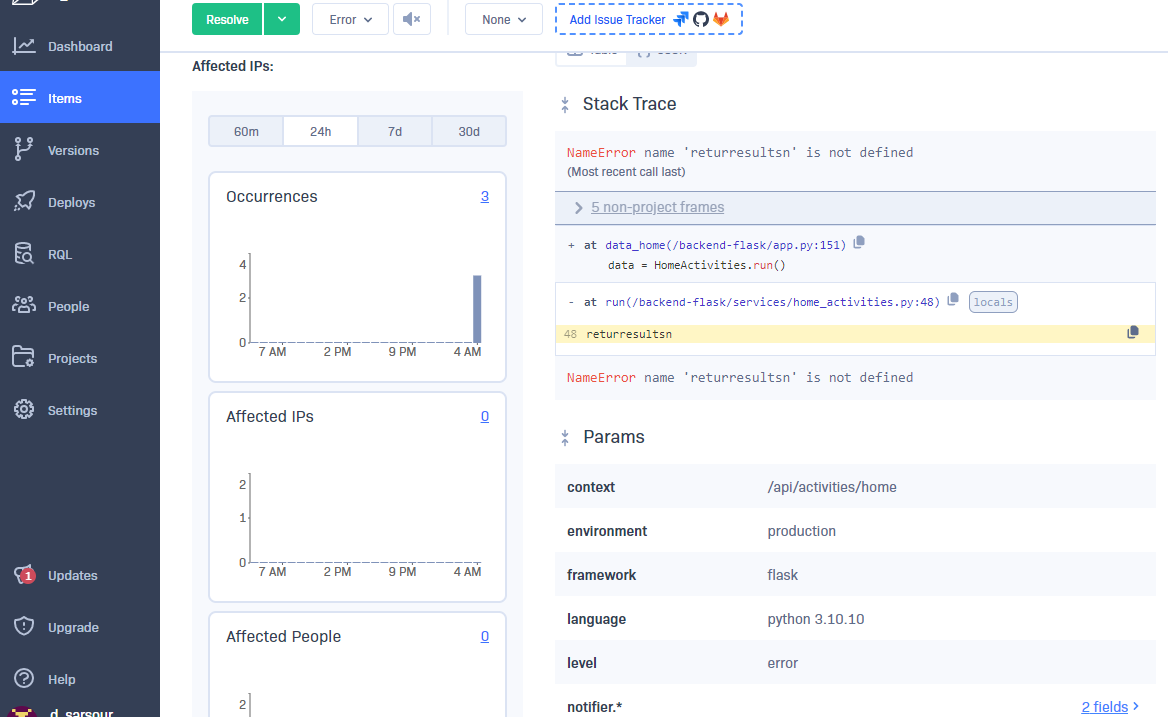 Dashboard
Items
Versions
Deploys
RQL
People
Projects
Settings
Updates
1
Upgrade
Help
d_sarsour
Resolve
Error
None
Add Issue Tracker
Affected IPs:
60m 24h 7d 30d
Occurrences 3
4
2
0
7 AM 2 PM 9 PM 4 AM
Affected IPs 0
2
1
0
7 AM 2 PM 9 PM 4 AM
Affected People 0
2
Stack Trace
NameError name 'returresultsn' is not defined
(Most recent call last)
5 non-project frames
+ at data_home(/backend-flask/app.py:151)
data = HomeActivities.run()
- at run(/backend-flask/services/home_activities.py:48) locals
48 returresultsn
NameError name 'returresultsn' is not defined
Params
context /api/activities/home
environment production
framework flask
language python 3.10.10
level error
notifier.* 2 fields